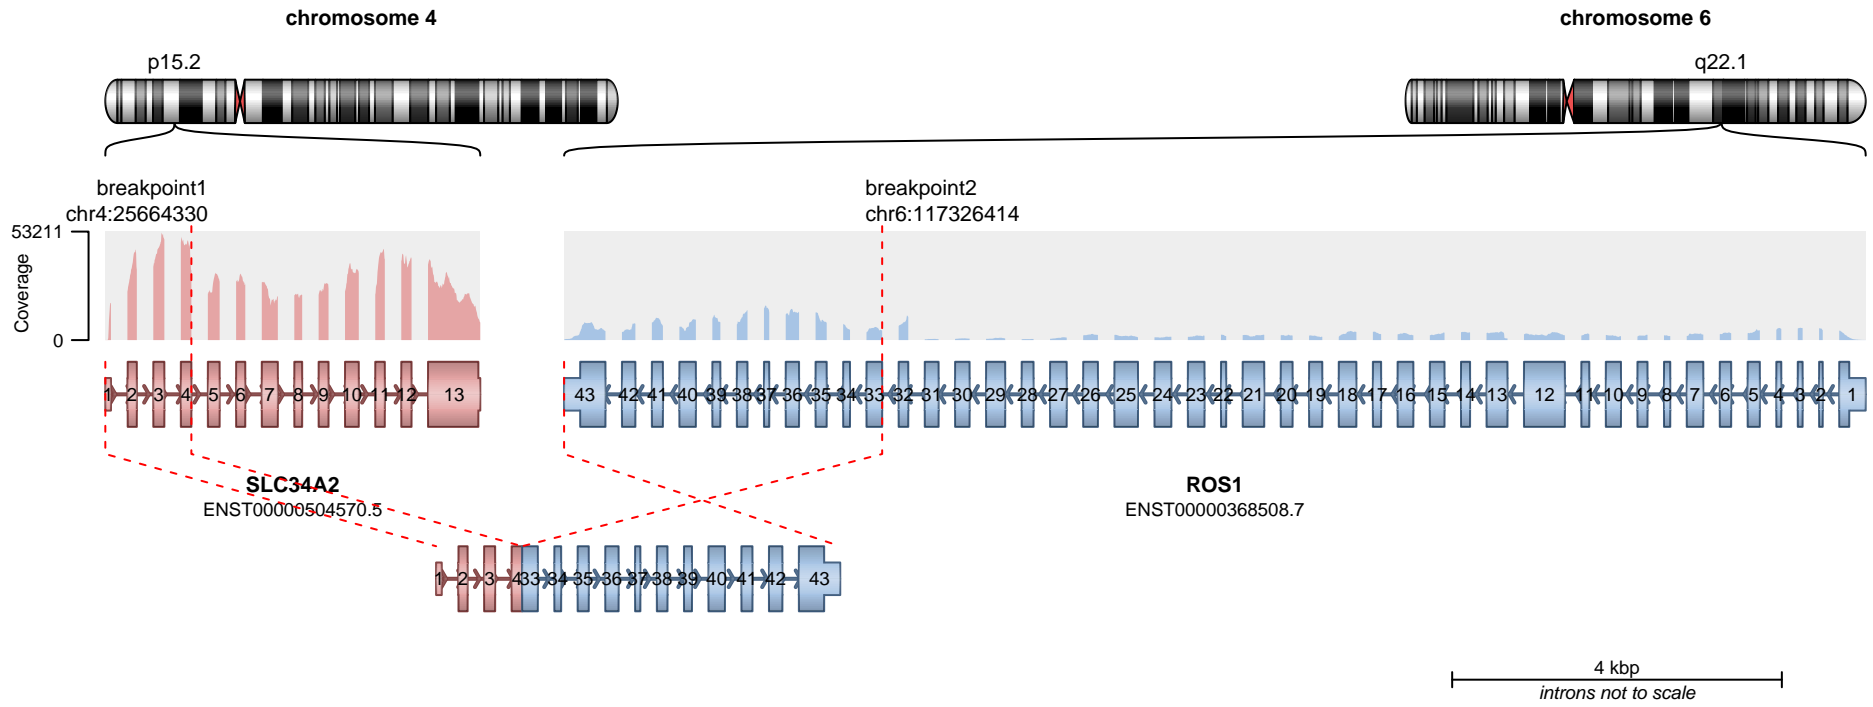 chromosome 4
chromosome 6
p15.2
q22.1
breakpoint1
chr4:25664330
breakpoint2
chr6:117326414
53211
Coverage
0
1 2 3 4 5 6 7 8 9 10 11 12 13
43 42 41 40 39 38 37 36 35 34 33 32 31 30 29 28 27 26 25 24 23 22 21 20 19 18 17 16 15 14 13 12 11 10 9 8 7 6 5 4 3 2 1
SLC34A2
ENST00000504570.5
ROS1
ENST00000368508.7
1 2 3 4 33 34 35 36 37 38 39 40 41 42 43
4 kbp
introns not to scale